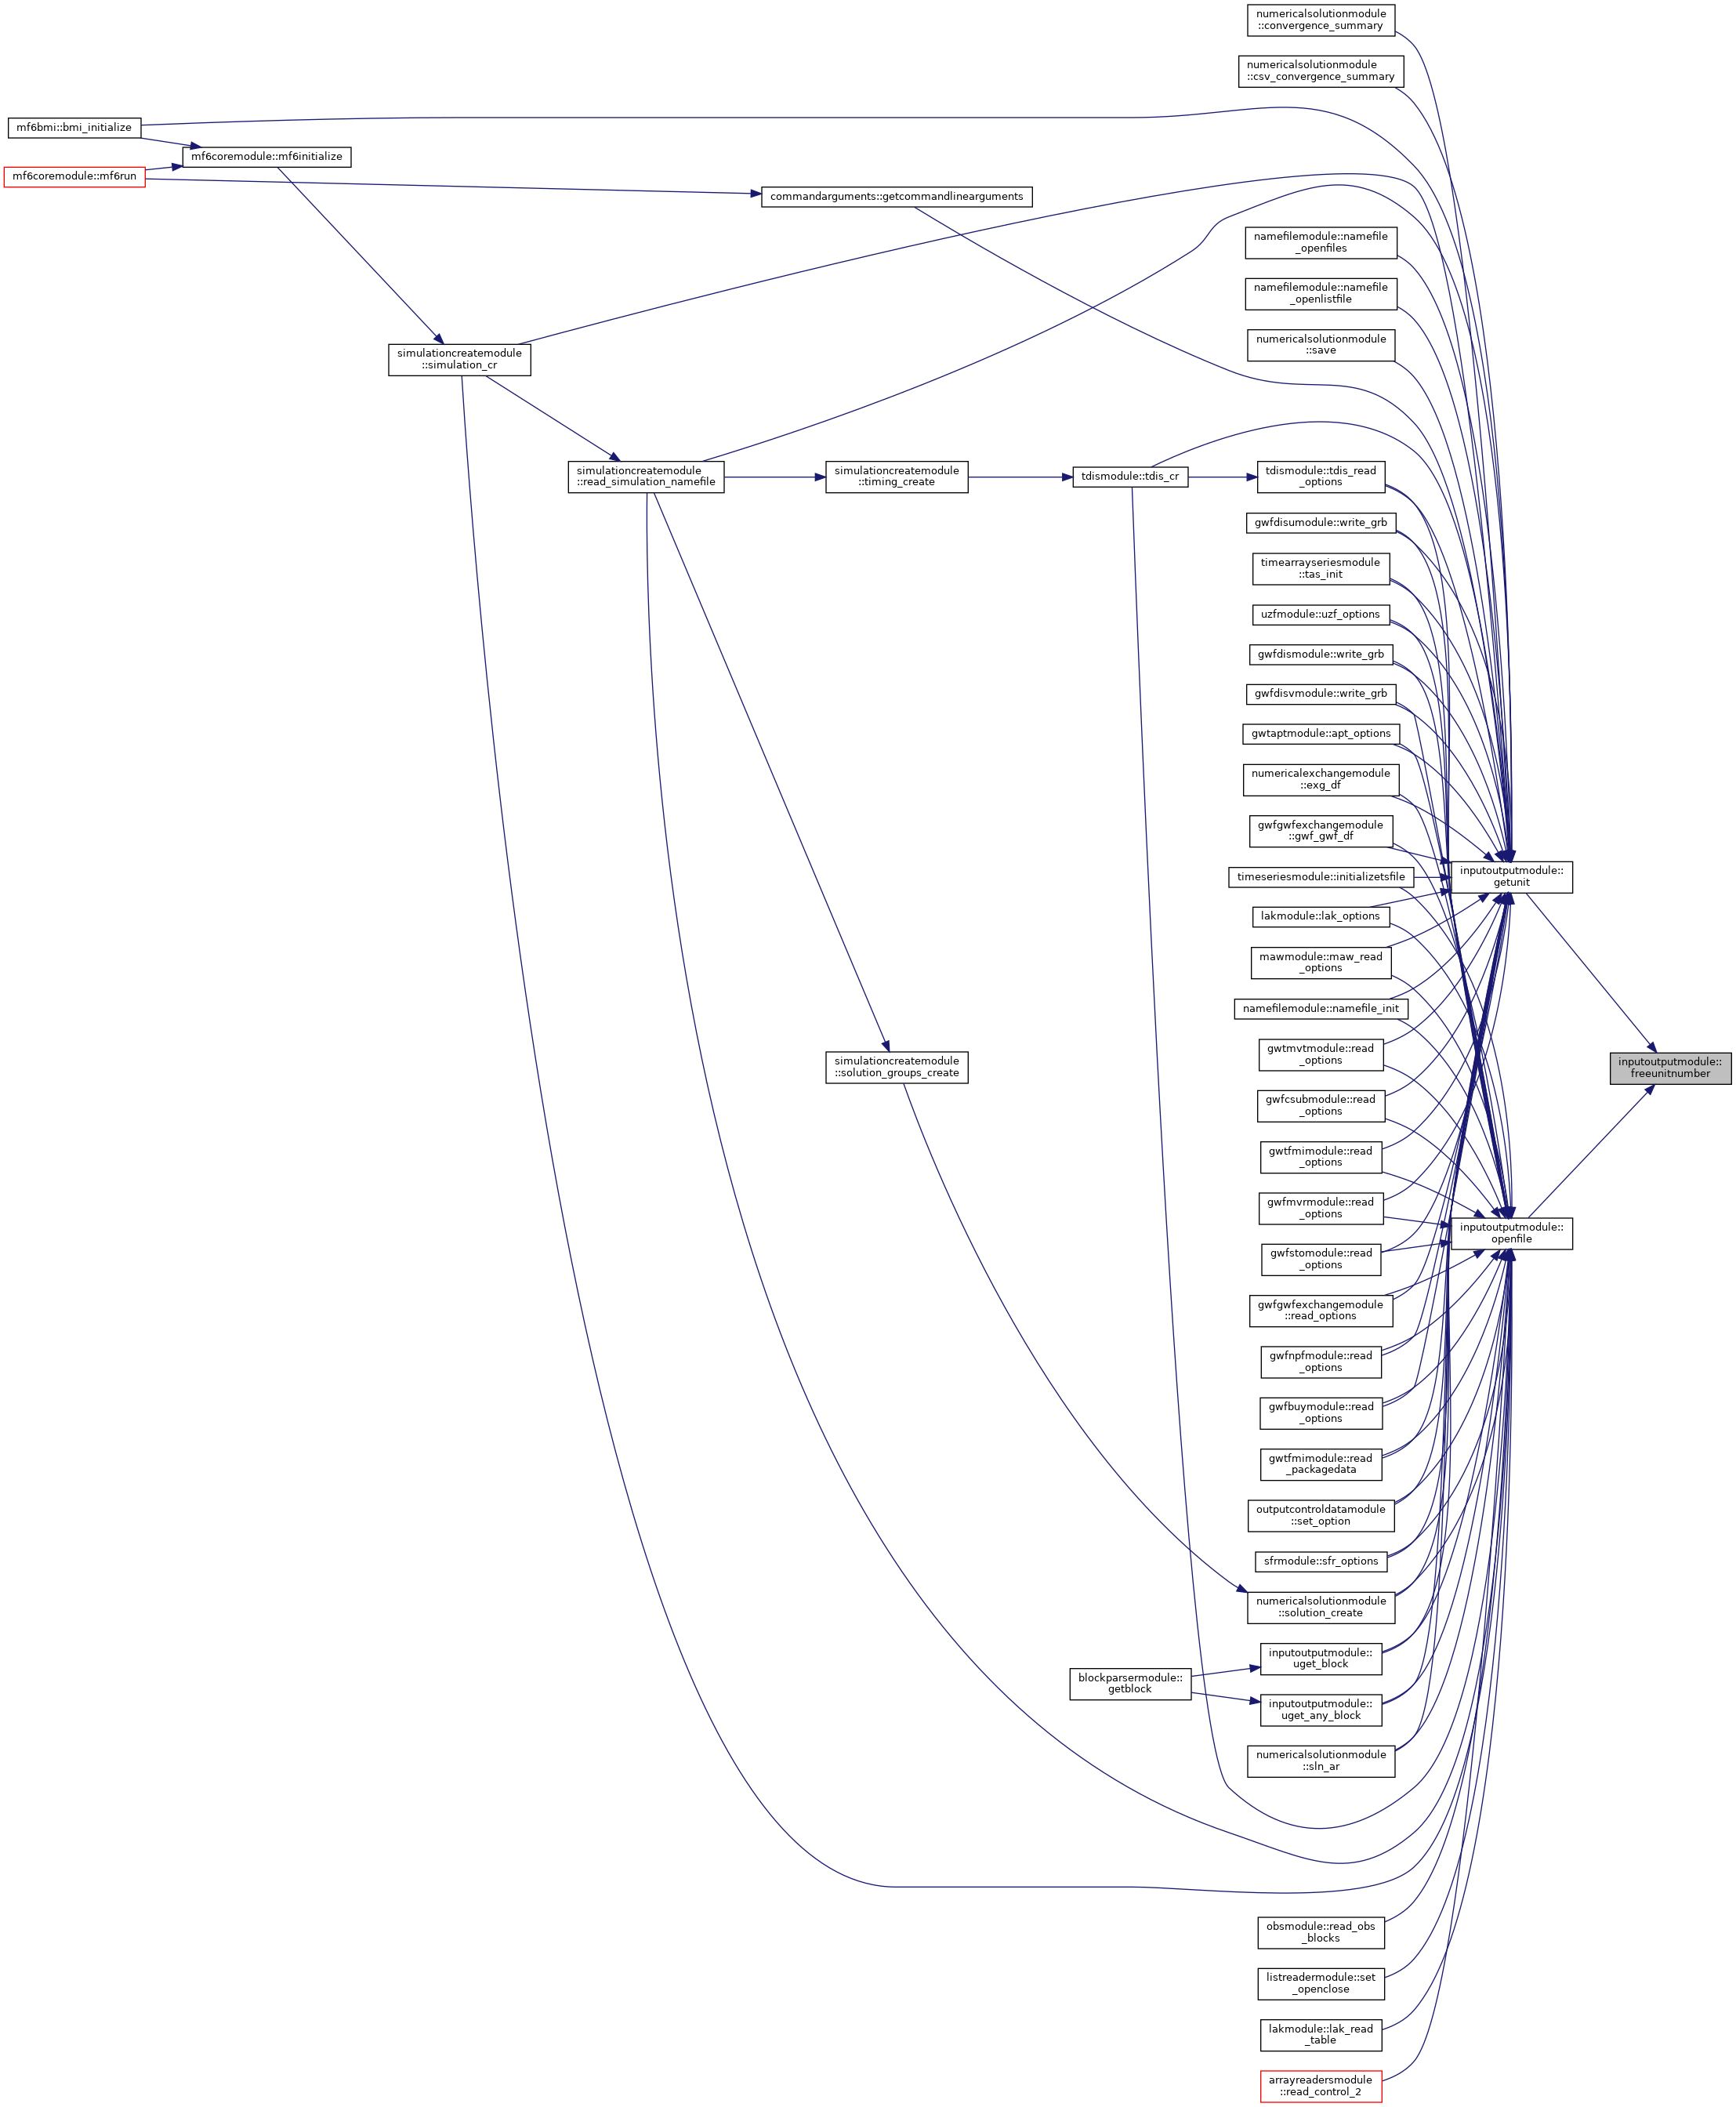 numericalsolutionmodule
::convergence_summary
numericalsolutionmodule
::csv_convergence_summary
mf6bmi::bmi_initialize
mf6coremodule::mf6initialize
mf6coremodule::mf6run
commandarguments::getcommandlinearguments
namefilemodule::namefile
_openfiles
namefilemodule::namefile
_openlistfile
numericalsolutionmodule
::save
simulationcreatemodule
::simulation_cr
simulationcreatemodule
::read_simulation_namefile
simulationcreatemodule
::timing_create
tdismodule::tdis_cr
tdismodule::tdis_read
_options
gwfdisumodule::write_grb
timearrayseriesmodule
::tas_init
uzfmodule::uzf_options
gwfdismodule::write_grb
gwfdisvmodule::write_grb
gwtaptmodule::apt_options
numericalexchangemodule
::exg_df
gwfgwfexchangemodule
::gwf_gwf_df
timeseriesmodule::initializetsfile
inputoutputmodule::
getunit
lakmodule::lak_options
mawmodule::maw_read
_options
namefilemodule::namefile_init
gwtmvtmodule::read
_options
simulationcreatemodule
::solution_groups_create
inputoutputmodule::
freeunitnumber
gwfcsubmodule::read
_options
gwtfmimodule::read
_options
gwfmvrmodule::read
_options
inputoutputmodule::
openfile
gwfstomodule::read
_options
gwfgwfexchangemodule
::read_options
gwfnpfmodule::read
_options
gwfbuymodule::read
_options
gwtfmimodule::read
_packagedata
outputcontroldatamodule
::set_option
sfrmodule::sfr_options
numericalsolutionmodule
::solution_create
inputoutputmodule::
uget_block
blockparsermodule::
getblock
inputoutputmodule::
uget_any_block
numericalsolutionmodule
::sln_ar
obsmodule::read_obs
_blocks
listreadermodule::set
_openclose
lakmodule::lak_read
_table
arrayreadersmodule
::read_control_2